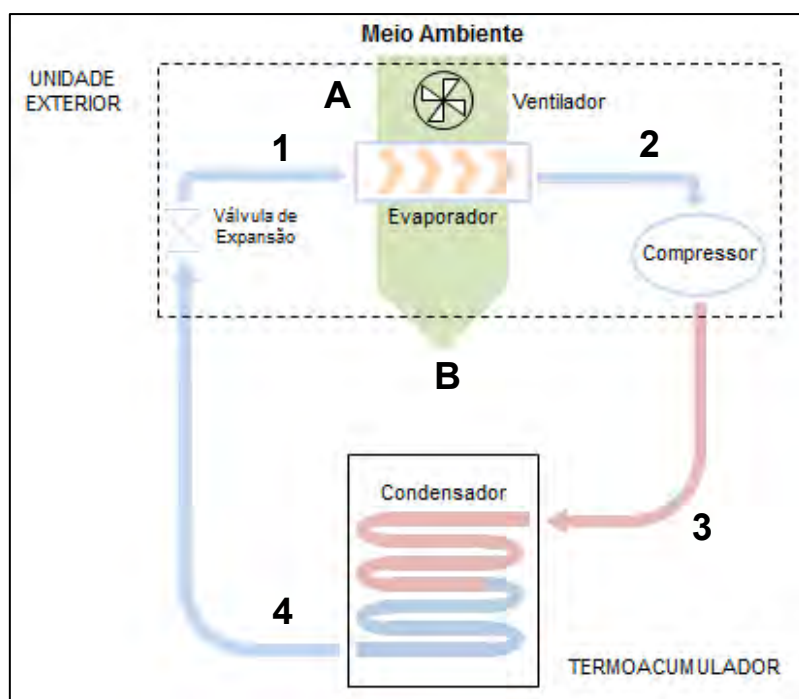 Meio Ambiente
UNIDADE
EXTERIOR
A
Ventilador
1
2
Válvula de
Expansão
Evaporador
Compressor
B
Condensador
3
4
TERMOACUMULADOR